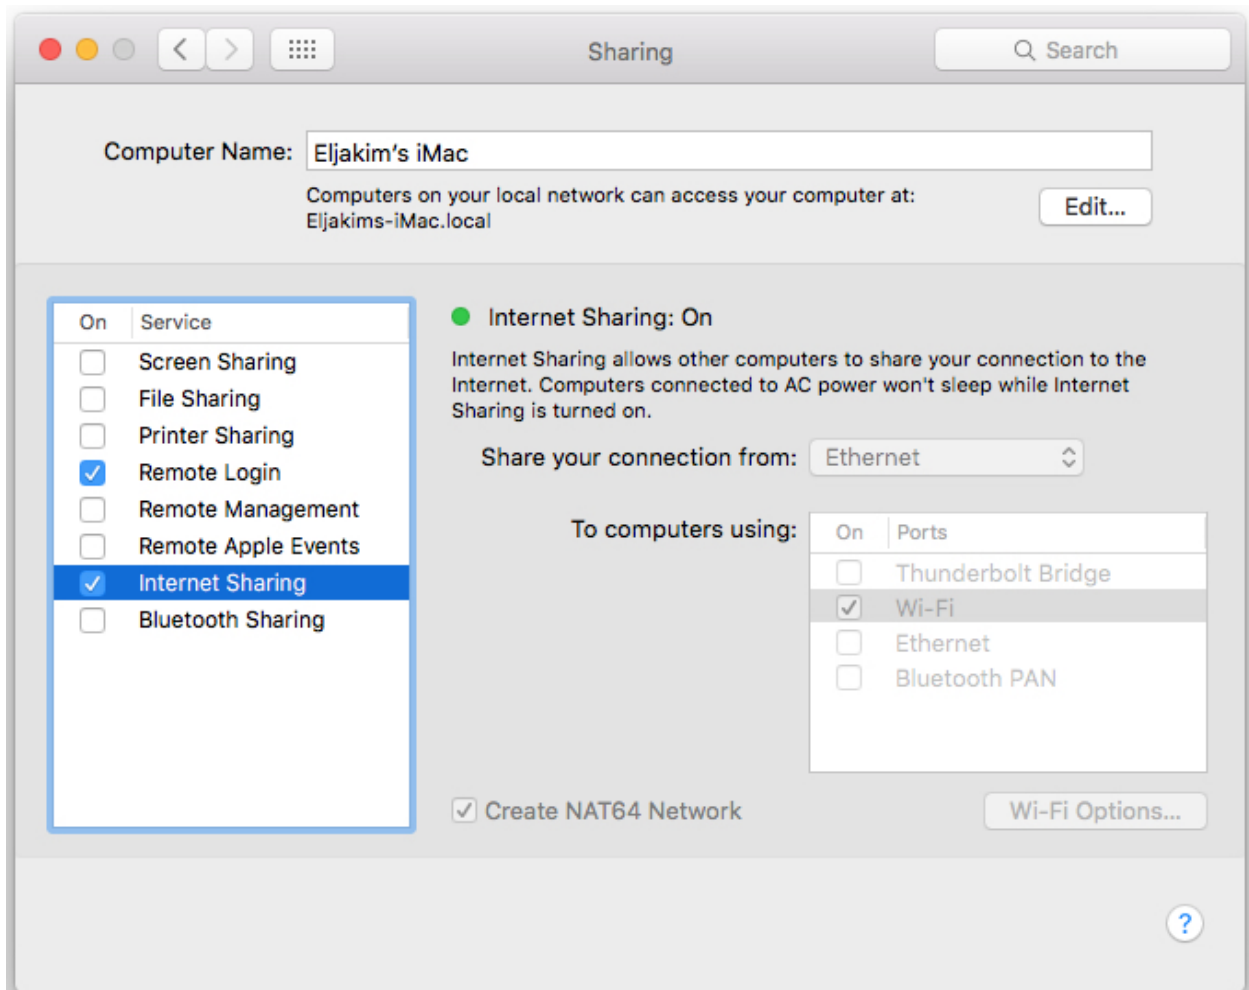 Sharing
Search
Computer Name:
Eljakim's iMac
Computers on your local network can access your computer at:
Eljakims-iMac.local
Edit...
On Service
Screen Sharing
File Sharing
Printer Sharing
Remote Login
Remote Management
Remote Apple Events
Internet Sharing
Bluetooth Sharing
Internet Sharing: On
Internet Sharing allows other computers to share your connection to the
Internet. Computers connected to AC power won't sleep while Internet
Sharing is turned on.
Share your connection from: Ethernet
To computers using:
On Ports
Thunderbolt Bridge
Wi-Fi
Ethernet
Bluetooth PAN
Create NAT64 Network
Wi-Fi Options...
?